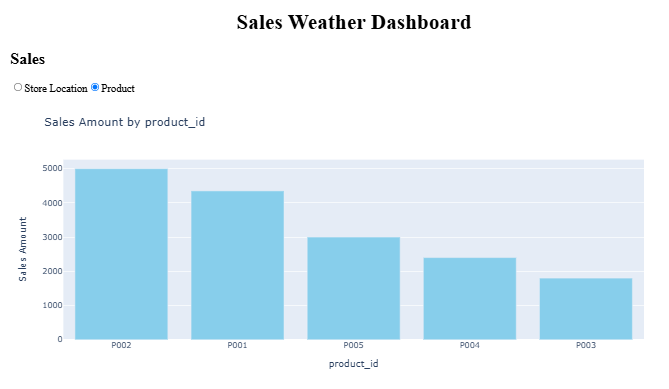 Sales Weather Dashboard
Sales
Store Location Product
Sales Amount by product_id
Sales Amount
5000
4000
3000
2000
1000
0
P002 P001 P005 P004 P003
product_id